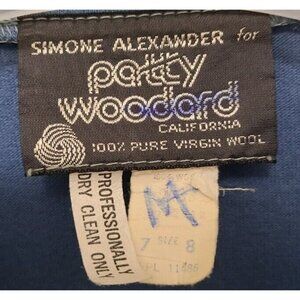 SIMONE ALEXANDER for
patty
woodard
CALIFORNIA
100% PURE VIRGIN WOOL
PROFESSIONALLY
DRY CLEAN ONLY
7 SIZE 8